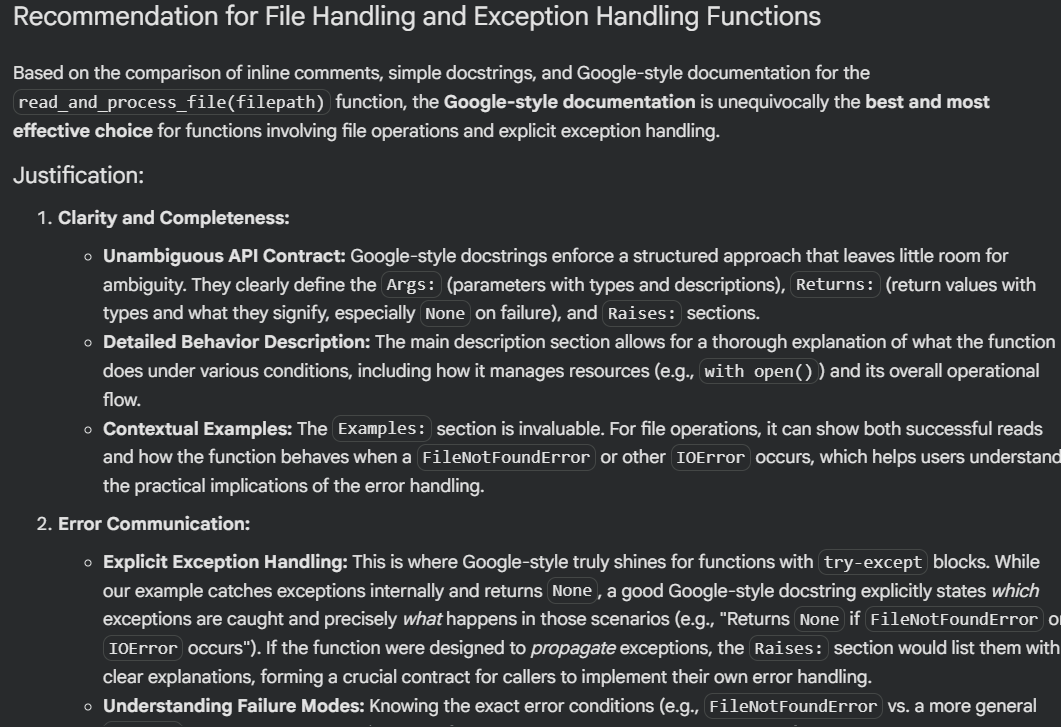 Recommendation for File Handling and Exception Handling Functions
Based on the comparison of inline comments, simple docstrings, and Google-style documentation for the
read_and_process_file(filepath) function, the Google-style documentation is unequivocally the best and most
effective choice for functions involving file operations and explicit exception handling.
Justification:
1. Clarity and Completeness:
◦ Unambiguous API Contract: Google-style docstrings enforce a structured approach that leaves little room for
ambiguity. They clearly define the Args: (parameters with types and descriptions), Returns: (return values with
types and what they signify, especially None on failure), and Raises: sections.
◦ Detailed Behavior Description: The main description section allows for a thorough explanation of what the function
does under various conditions, including how it manages resources (e.g., with open() ) and its overall operational
flow.
◦ Contextual Examples: The Examples: section is invaluable. For file operations, it can show both successful reads
and how the function behaves when a FileNotFoundError or other IOError occurs, which helps users understand
the practical implications of the error handling.
2. Error Communication:
◦ Explicit Exception Handling: This is where Google-style truly shines for functions with try-except blocks. While
our example catches exceptions internally and returns None, a good Google-style docstring explicitly states which
exceptions are caught and precisely what happens in those scenarios (e.g., "Returns None if FileNotFoundError
IOError occurs"). If the function were designed to propagate exceptions, the Raises: section would list them with
clear explanations, forming a crucial contract for callers to implement their own error handling.
◦ Understanding Failure Modes: Knowing the exact error conditions (e.g., FileNotFoundError vs. a more general